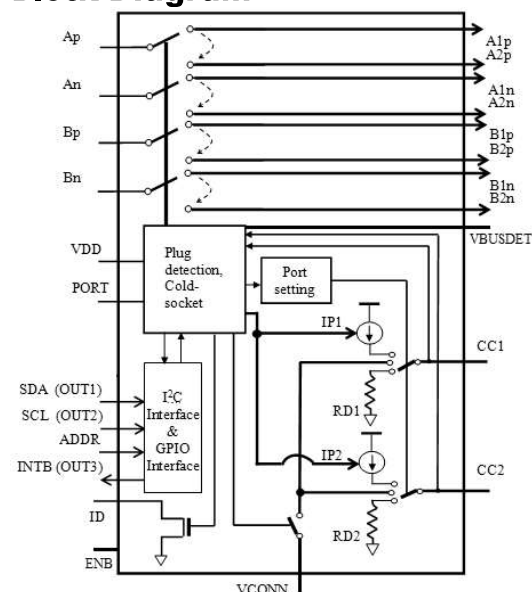 Ap
A1p
A2p
An
A1n
A2n
Bp
B1p
B2p
Bn
B1n
B2n
VBUSDET
VDD
PORT
Plug
detection,
Cold-
socket
Port
setting
IP1
CC1
RD1
SDA (OUT1)
SCL (OUT2)
ADDR
INTB (OUT3)
I²C
Interface
&
GPIO
Interface
IP2
CC2
RD2
ID
ENB
VCONN